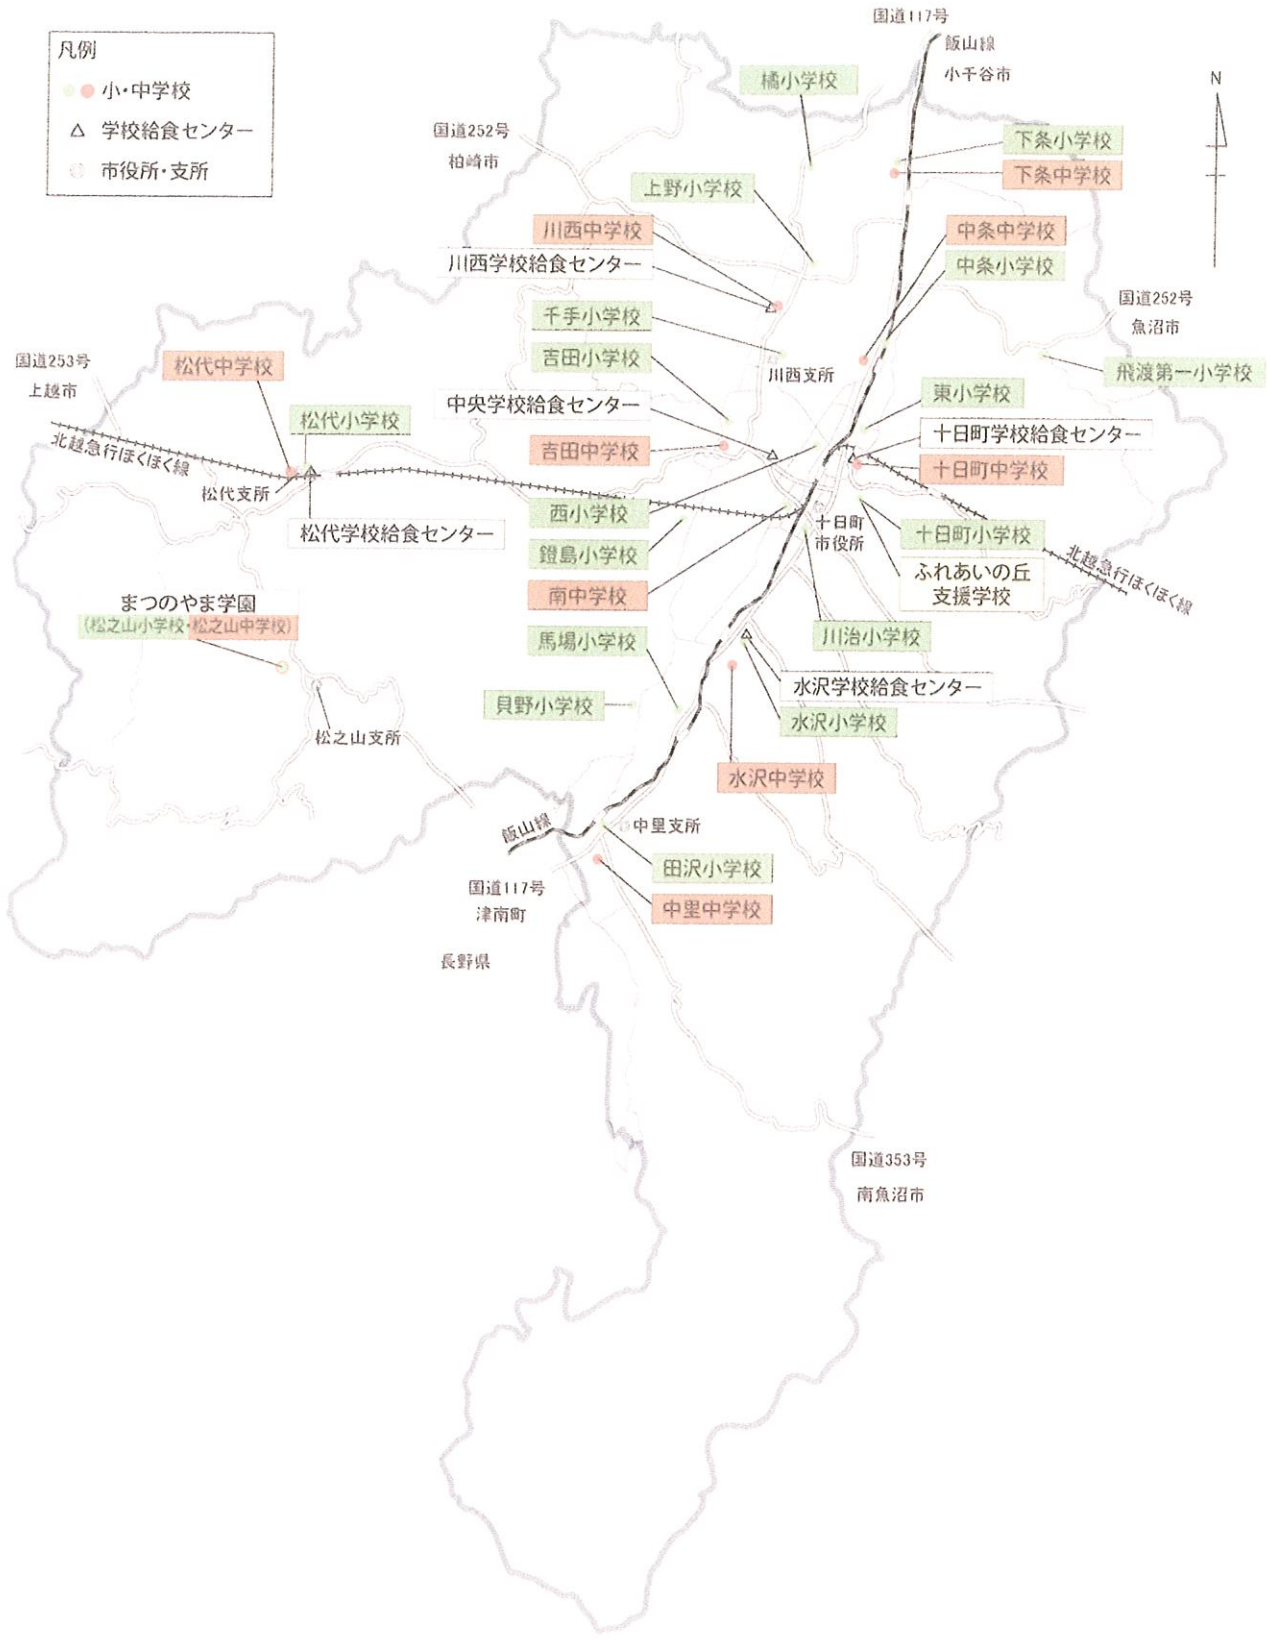 国道117号
飯山線
小千谷市
凡例
小・中学校
学校給食センター
市役所・支所
N
橘小学校
国道252号
柏崎市
下条小学校
下条中学校
上野小学校
川西中学校
川西学校給食センター
中条中学校
中条小学校
国道252号
魚沼市
千手小学校
吉田小学校
川西支所
飛渡第一小学校
国道253号
上越市
松代中学校
松代小学校
中央学校給食センター
東小学校
十日町学校給食センター
北越急行ほくほく線
吉田中学校
十日町中学校
松代支所
松代学校給食センター
西小学校
十日町
市役所
十日町小学校
鐙島小学校
北越急行ほくほく線
ふれあいの丘
支援学校
南中学校
まつのやま学園
(松之山小学校・松之山中学校)
馬場小学校
川治小学校
水沢学校給食センター
貝野小学校
水沢小学校
松之山支所
水沢中学校
飯山線
中里支所
田沢小学校
国道117号
津南町
中里中学校
長野県
国道353号
南魚沼市